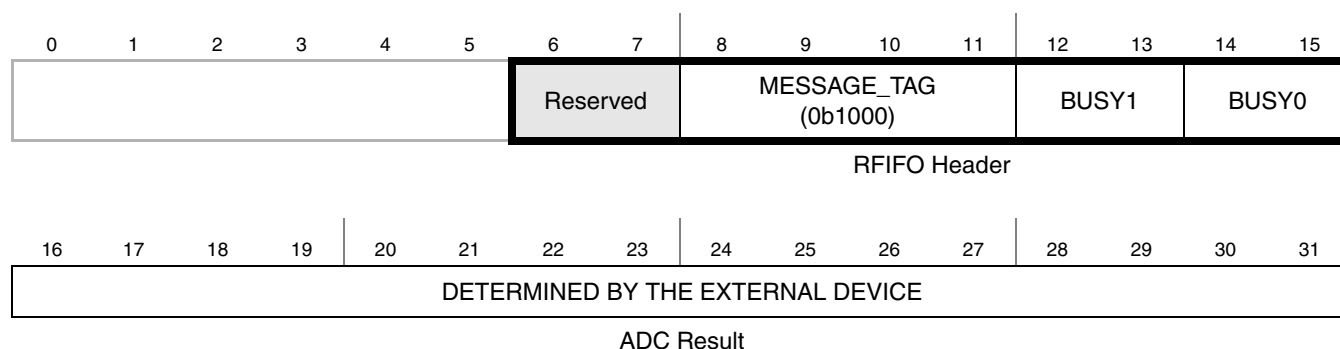 0 1 2 3 4 5 6 7 8 9 10 11 12 13 14 15
Reserved MESSAGE_TAG BUSY1 BUSY0
(0b1000)
RFIFO Header
16 17 18 19 20 21 22 23 24 25 26 27 28 29 30 31
DETERMINED BY THE EXTERNAL DEVICE
ADC Result